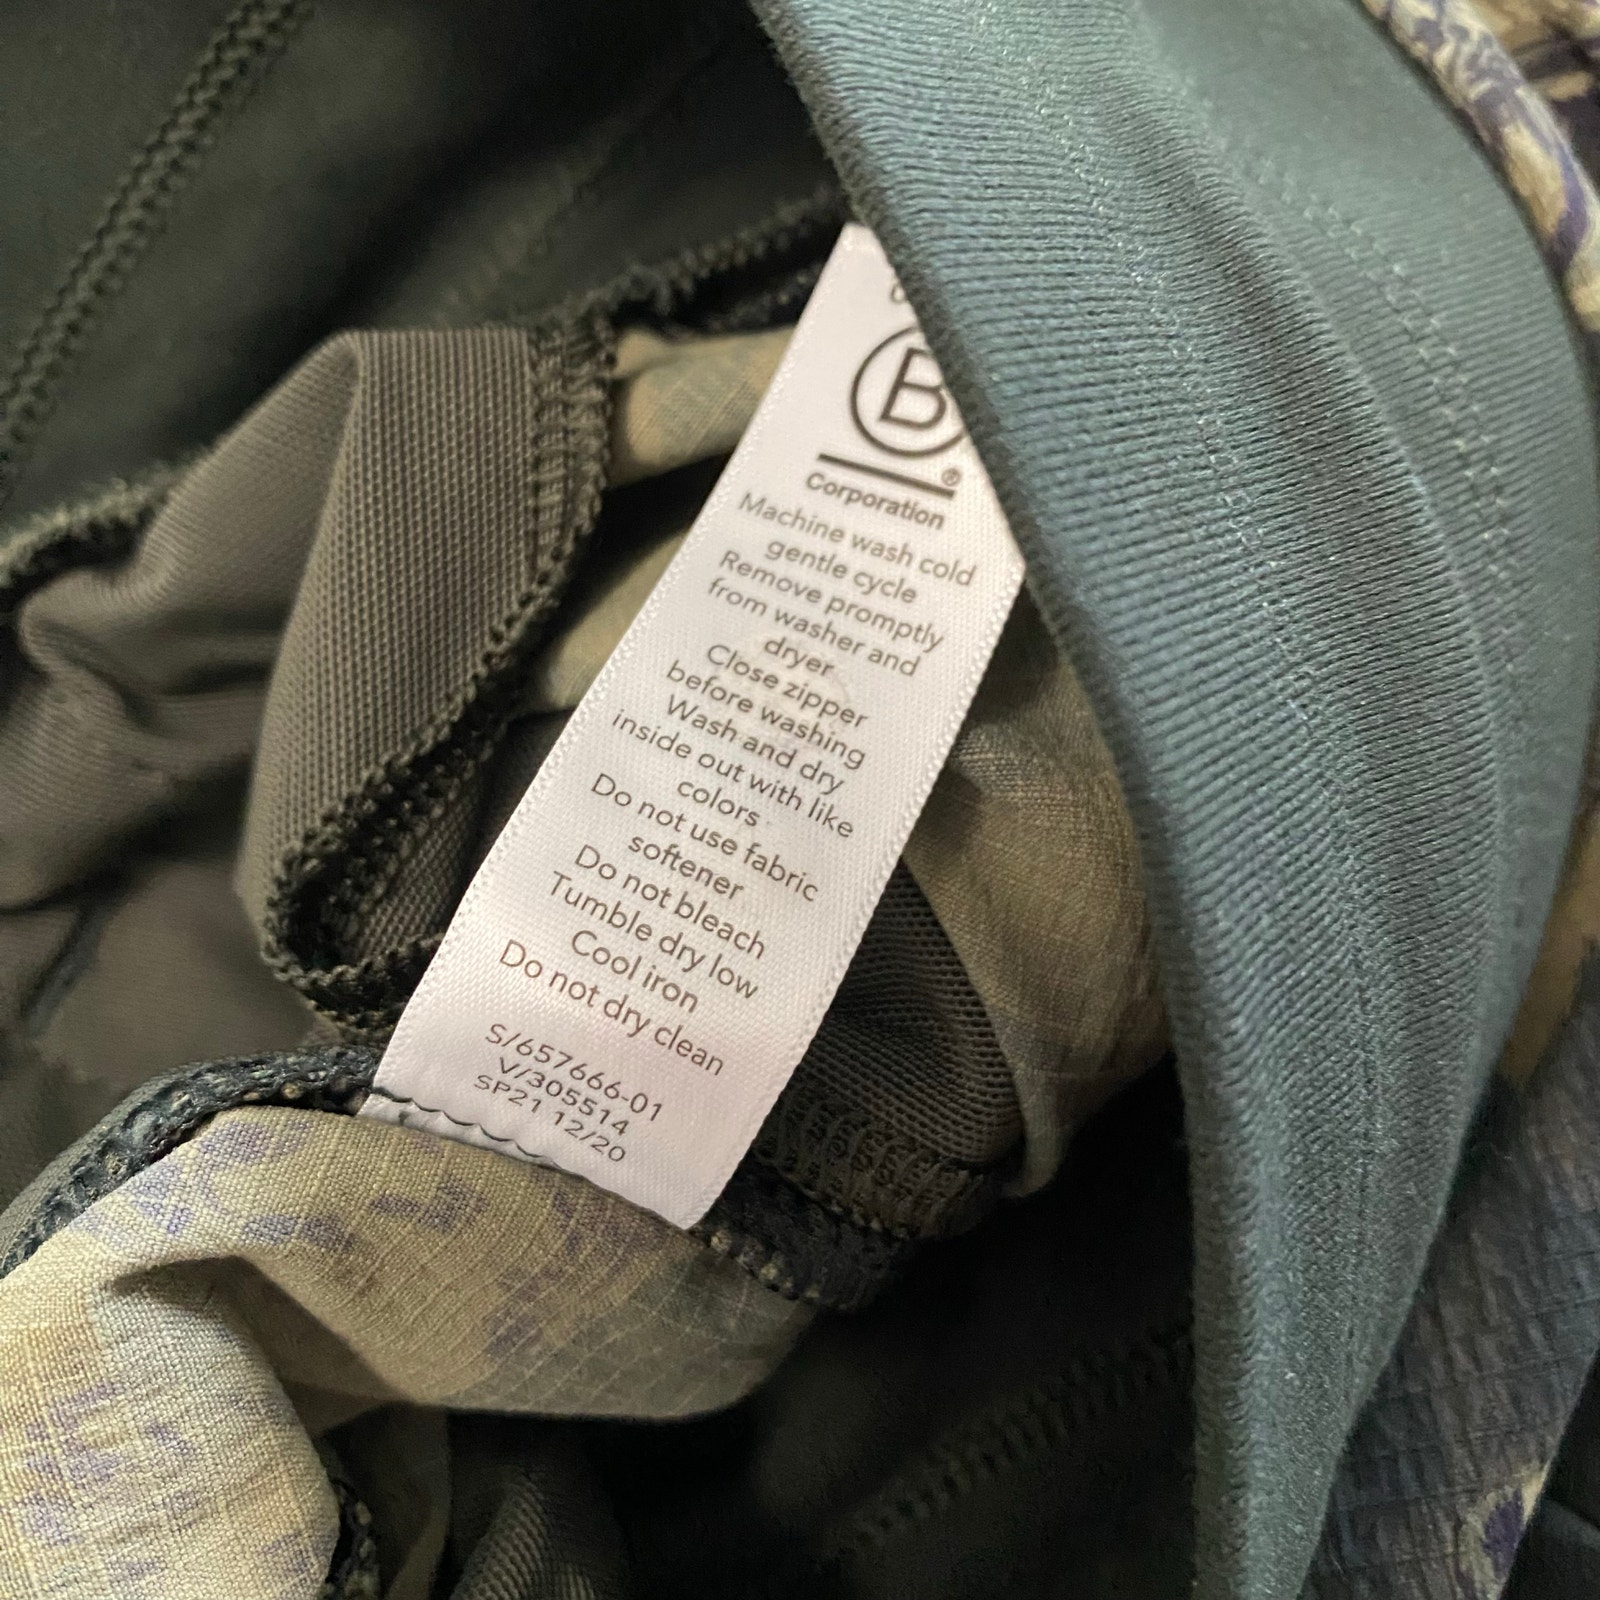 B
®
Corporation
Machine wash cold
gentle cycle
Remove promptly
from washer and
dryer
Close zipper
before washing
Wash and dry
inside out with like
colors
Do not use fabric
softener
Do not bleach
Tumble dry low
Cool iron
Do not dry clean
S/657666-01
V/305514
SP21 12/20